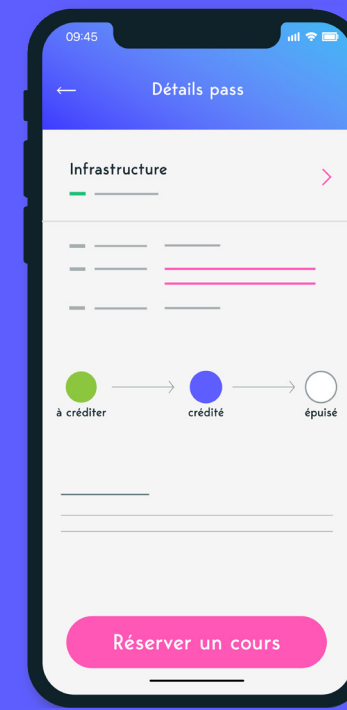 09:45
Détails pass
Infrastructure
à créditer
crédité
épuisé
Réserver un cours